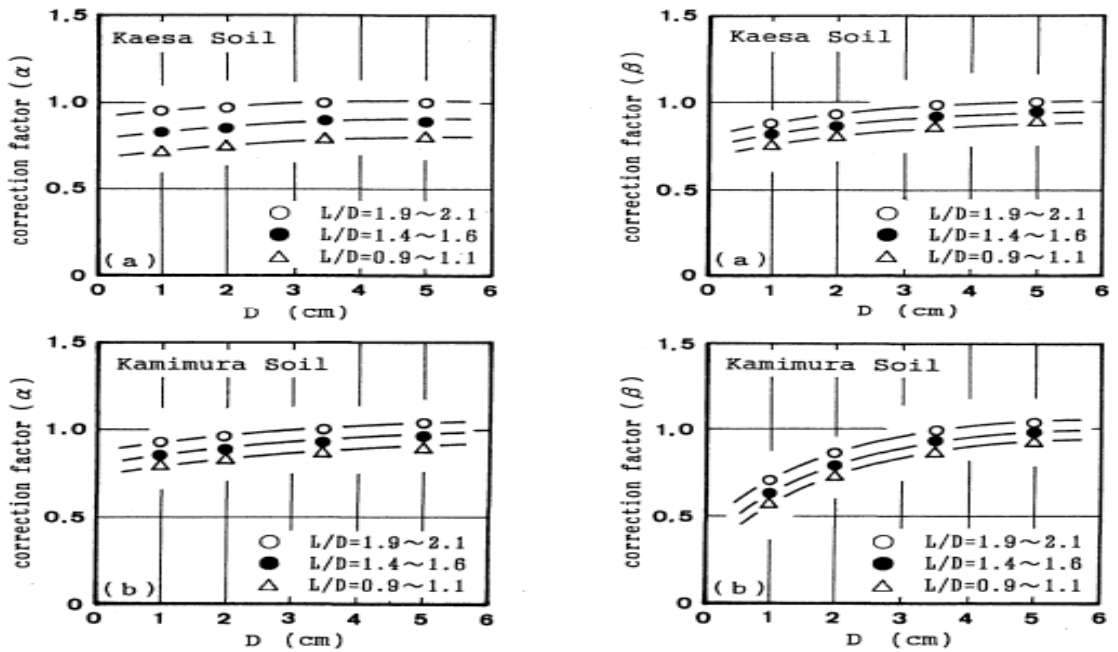 1.5
Kaesa Soil
correction factor (α)
1.0
0.5
○ L/D=1.9～2.1
● L/D=1.4～1.6
△ L/D=0.9～1.1
(a)
0
0 1 2 3 4 5 6
D (cm)
1.5
Kaesa Soil
correction factor (β)
1.0
0.5
○ L/D=1.9～2.1
● L/D=1.4～1.6
△ L/D=0.9～1.1
(a)
0
0 1 2 3 4 5 6
D (cm)
1.5
Kamimura Soil
correction factor (α)
1.0
0.5
○ L/D=1.9～2.1
● L/D=1.4～1.6
△ L/D=0.9～1.1
(b)
0
0 1 2 3 4 5 6
D (cm)
1.5
Kamimura Soil
correction factor (β)
1.0
0.5
○ L/D=1.9～2.1
● L/D=1.4～1.6
△ L/D=0.9～1.1
(b)
0
0 1 2 3 4 5 6
D (cm)